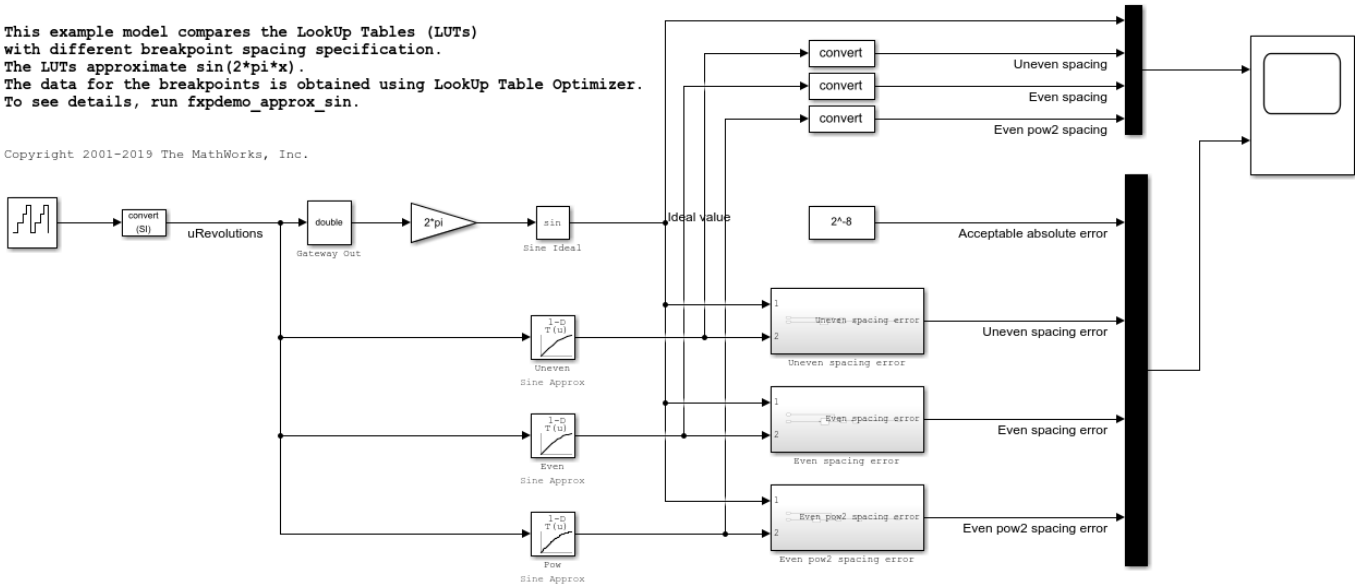 This example model compares the LookUp Tables (LUTs)
with different breakpoint spacing specification.
The LUTs approximate sin(2*pi*x).
The data for the breakpoints is obtained using LookUp Table Optimizer.
To see details, run fxpdemo_approx_sin.
Copyright 2001-2019 The MathWorks, Inc.
convert
Uneven spacing
convert
Even spacing
convert
Even pow2 spacing
convert
(SI)
uRevolutions
double
Gateway Out
2*pi
sin
Sine Ideal
Ideal value
2^-8
Acceptable absolute error
1-D
T(u)
Uneven
Sine Approx
1
2
Uneven spacing error
Uneven spacing error
Uneven spacing error
1-D
T(u)
Even
Sine Approx
1
2
Even spacing error
Even spacing error
Even spacing error
1-D
T(u)
Pow
Sine Approx
1
2
Even pow2 spacing error
Even pow2 spacing error
Even pow2 spacing error